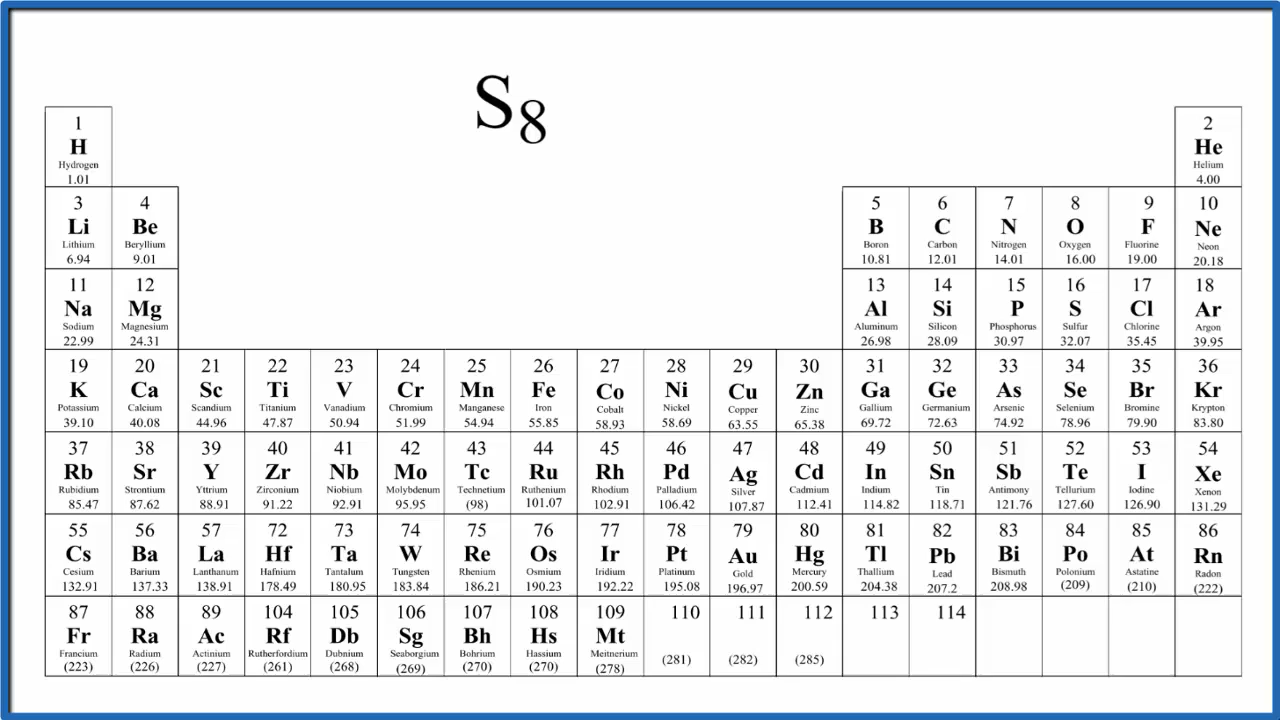 S8
1 2
H He
Hydrogen Helium
1.01 4.00
3 4 5 6 7 8 9 10
Li Be B C N O F Ne
Lithium Beryllium Boron Carbon Nitrogen Oxygen Fluorine Neon
6.94 9.01 10.81 12.01 14.01 16.00 19.00 20.18
11 12 13 14 15 16 17 18
Na Mg Al Si P S Cl Ar
Sodium Magnesium Aluminum Silicon Phosphorus Sulfur Chlorine Argon
22.99 24.31 26.98 28.09 30.97 32.07 35.45 39.95
19 20 21 22 23 24 25 26 27 28 29 30 31 32 33 34 35 36
K Ca Sc Ti V Cr Mn Fe Co Ni Cu Zn Ga Ge As Se Br Kr
Potassium Calcium Scandium Titanium Vanadium Chromium Manganese Iron Cobalt Nickel Copper Zinc Gallium Germanium Arsenic Selenium Bromine Krypton
39.10 40.08 44.96 47.87 50.94 51.99 54.94 55.85 58.93 58.69 63.55 65.38 69.72 72.63 74.92 78.96 79.90 83.80
37 38 39 40 41 42 43 44 45 46 47 48 49 50 51 52 53 54
Rb Sr Y Zr Nb Mo Tc Ru Rh Pd Ag Cd In Sn Sb Te I Xe
Rubidium Strontium Yttrium Zirconium Niobium Molybdenum Technetium Ruthenium Rhodium Palladium Silver Cadmium Indium Tin Antimony Tellurium Iodine Xenon
85.47 87.62 88.91 91.22 92.91 95.95 (98) 101.07 102.91 106.42 107.87 112.41 114.82 118.71 121.76 127.60 126.90 131.29
55 56 57 72 73 74 75 76 77 78 79 80 81 82 83 84 85 86
Cs Ba La Hf Ta W Re Os Ir Pt Au Hg Tl Pb Bi Po At Rn
Cesium Barium Lanthanum Hafnium Tantalum Tungsten Rhenium Osmium Iridium Platinum Gold Mercury Thallium Lead Bismuth Polonium Astatine Radon
132.91 137.33 138.91 178.49 180.95 183.84 186.21 190.23 192.22 195.08 196.97 200.59 204.38 207.2 208.98 (209) (210) (222)
87 88 89 104 105 106 107 108 109 110 111 112 113 114
Fr Ra Ac Rf Db Sg Bh Hs Mt
Francium Radium Actinium Rutherfordium Dubnium Seaborgium Bohrium Hassium Meitnerium
(223) (226) (227) (261) (268) (269) (270) (270) (278) (281) (282) (285)